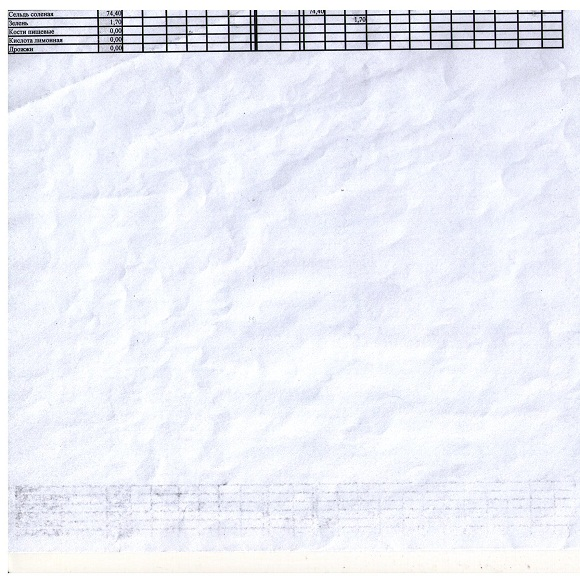 Сельдь соленая 74,40 74,40
Зелень 1,70 1,70
Кости пищевые 0,00
Кислота лимонная 0,00
Дрожжи 0,00